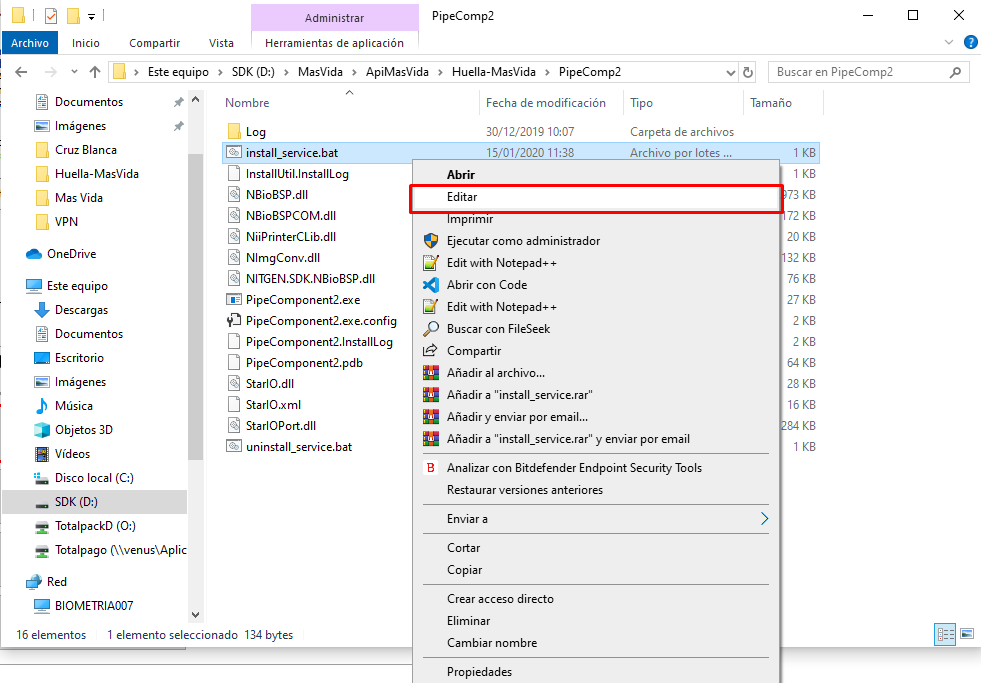 Administrar
PipeComp2
Archivo Inicio Compartir Vista Herramientas de aplicación
Este equipo > SDK (D:) > MasVida > ApiMasVida > Huella-MasVida > PipeComp2
Buscar en PipeComp2
Documentos
Imágenes
Cruz Blanca
Huella-MasVida
Mas Vida
VPN
OneDrive
Este equipo
Descargas
Documentos
Escritorio
Imágenes
Música
Objetos 3D
Vídeos
Disco local (C:)
SDK (D:)
TotalpackD (O:)
Totalpago (\\venus\Aplic
Red
BIOMETRIA007
Nombre Fecha de modificación Tipo Tamaño
Log 30/12/2019 10:07 Carpeta de archivos
install_service.bat 15/01/2020 11:38 Archivo por lotes ... 1 KB
InstallUtil.InstallLog 1 KB
NBioBSP.dll 973 KB
NBioBSPCOM.dll 172 KB
NiiPrinterCLib.dll 20 KB
NImgConv.dll 132 KB
NITGEN.SDK.NBioBSP.dll 76 KB
PipeComponent2.exe 27 KB
PipeComponent2.exe.config 2 KB
PipeComponent2.InstallLog 2 KB
PipeComponent2.pdb 64 KB
StarIO.dll 28 KB
StarIO.xml 16 KB
StarIOPort.dll 284 KB
uninstall_service.bat 1 KB
Abrir
Editar
Imprimir
Ejecutar como administrador
Edit with Notepad++
Abrir con Code
Edit with Notepad++
Buscar con FileSeek
Compartir
Añadir al archivo...
Añadir a "install_service.rar"
Añadir y enviar por email...
Añadir a "install_service.rar" y enviar por email
B Analizar con Bitdefender Endpoint Security Tools
Restaurar versiones anteriores
Enviar a
Cortar
Copiar
Crear acceso directo
Eliminar
Cambiar nombre
Propiedades
16 elementos 1 elemento seleccionado 134 bytes